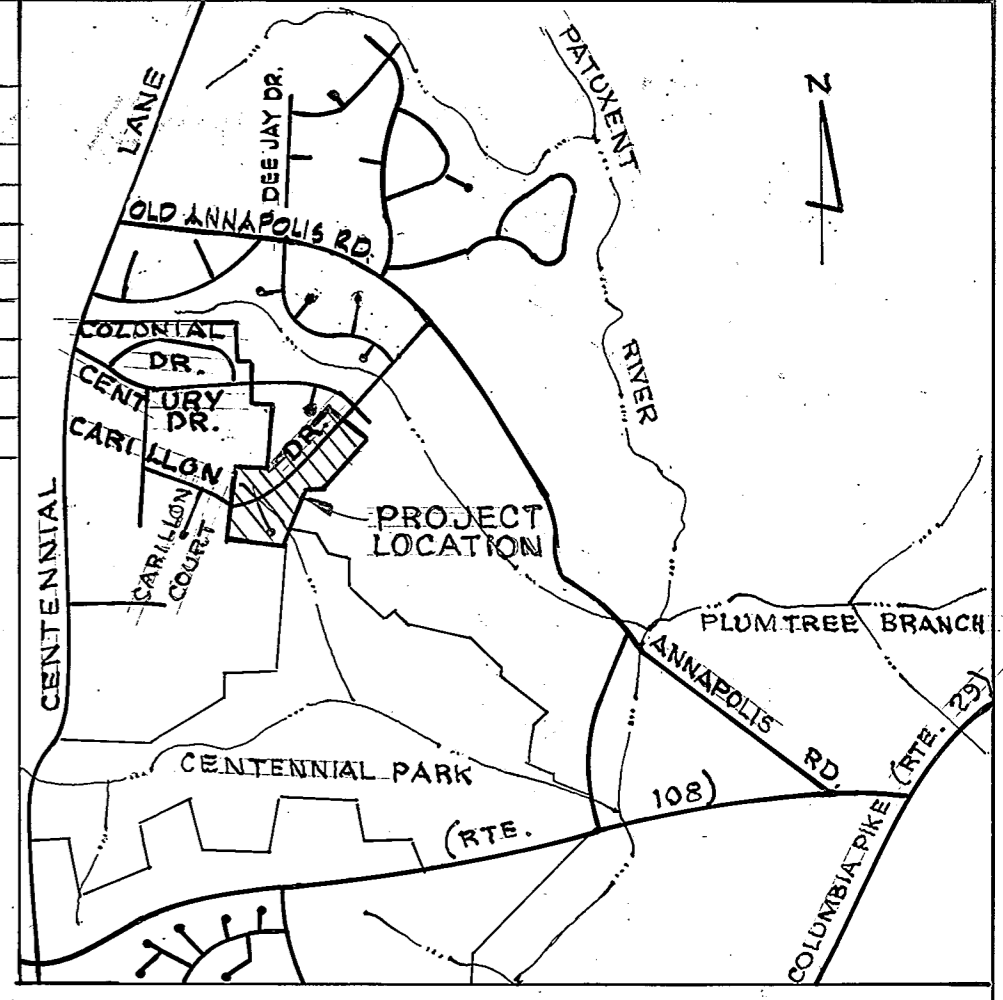 PATUXENT
N
LANE
DEE JAY DR.
OLD ANNAPOLIS RD.
COLONIAL
DR.
RIVER
CENTURY
DR.
CARILLON
DR.
CARILLON
COURT
PROJECT
LOCATION
CENTENNIAL
PLUMTREE BRANCH
ANNAPOLIS
RD.
CENTENNIAL PARK
(RTE. 29)
(RTE. 108)
COLUMBIA PIKE